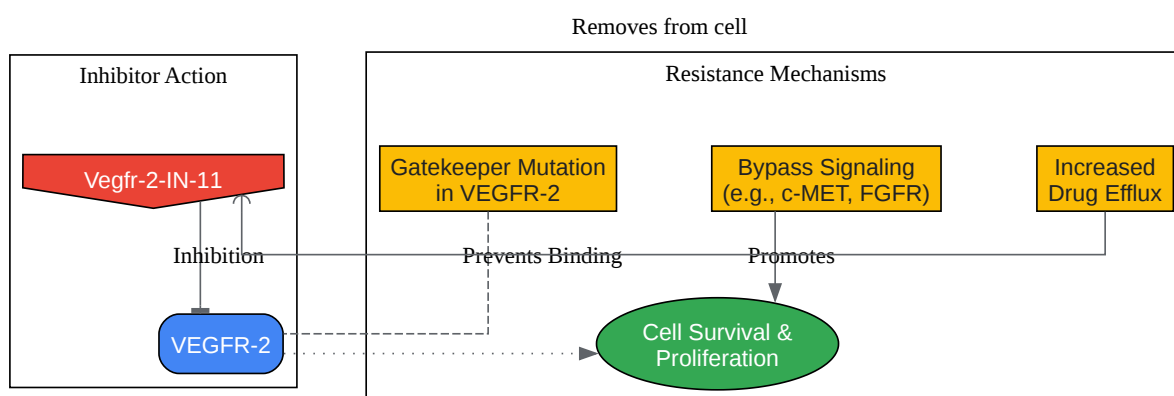 Removes from cell
Inhibitor Action
Resistance Mechanisms
Vegfr-2-IN-11
Gatekeeper Mutation
in VEGFR-2
Bypass Signaling
(e.g., c-MET, FGFR)
Increased
Drug Efflux
Inhibition
Prevents Binding
Promotes
VEGFR-2
Cell Survival &
Proliferation